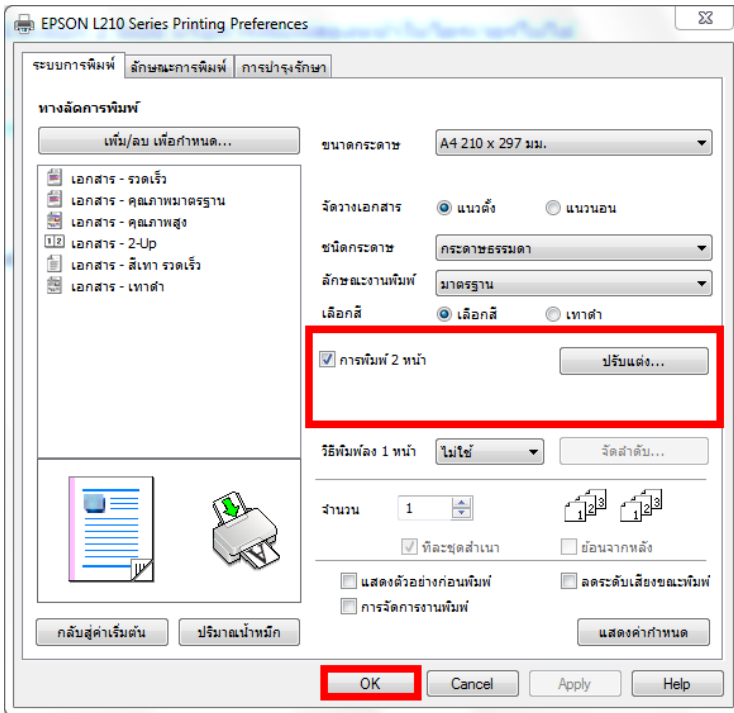 EPSON L210 Series Printing Preferences
ระบบการพิมพ์ ลักษณะการพิมพ์ การบำรุงรักษา
ทางลัดการพิมพ์
เพิ่ม/ลบ เพื่อกำหนด...
เอกสาร - รวดเร็ว
เอกสาร - คุณภาพมาตรฐาน
เอกสาร - คุณภาพสูง
เอกสาร - 2-Up
เอกสาร - สีเทา รวดเร็ว
เอกสาร - เทาดำ
ขนาดกระดาษ A4 210 x 297 มม.
จัดวางเอกสาร แนวตั้ง แนวนอน
ชนิดกระดาษ กระดาษธรรมดา
ลักษณะงานพิมพ์ มาตรฐาน
เลือกสี เลือกสี เทาดำ
การพิมพ์ 2 หน้า ปรับแต่ง...
วิธีพิมพ์ลง 1 หน้า ไม่ใช้ จัดลำดับ...
จำนวน 1
ทีละชุดสำเนา ย้อนจากหลัง
แสดงตัวอย่างก่อนพิมพ์ ลดระดับเสียงขณะพิมพ์
การจัดการงานพิมพ์
กลับสู่ค่าเริ่มต้น ปริมาณน้ำหมึก แสดงค่ากำหนด
OK Cancel Apply Help